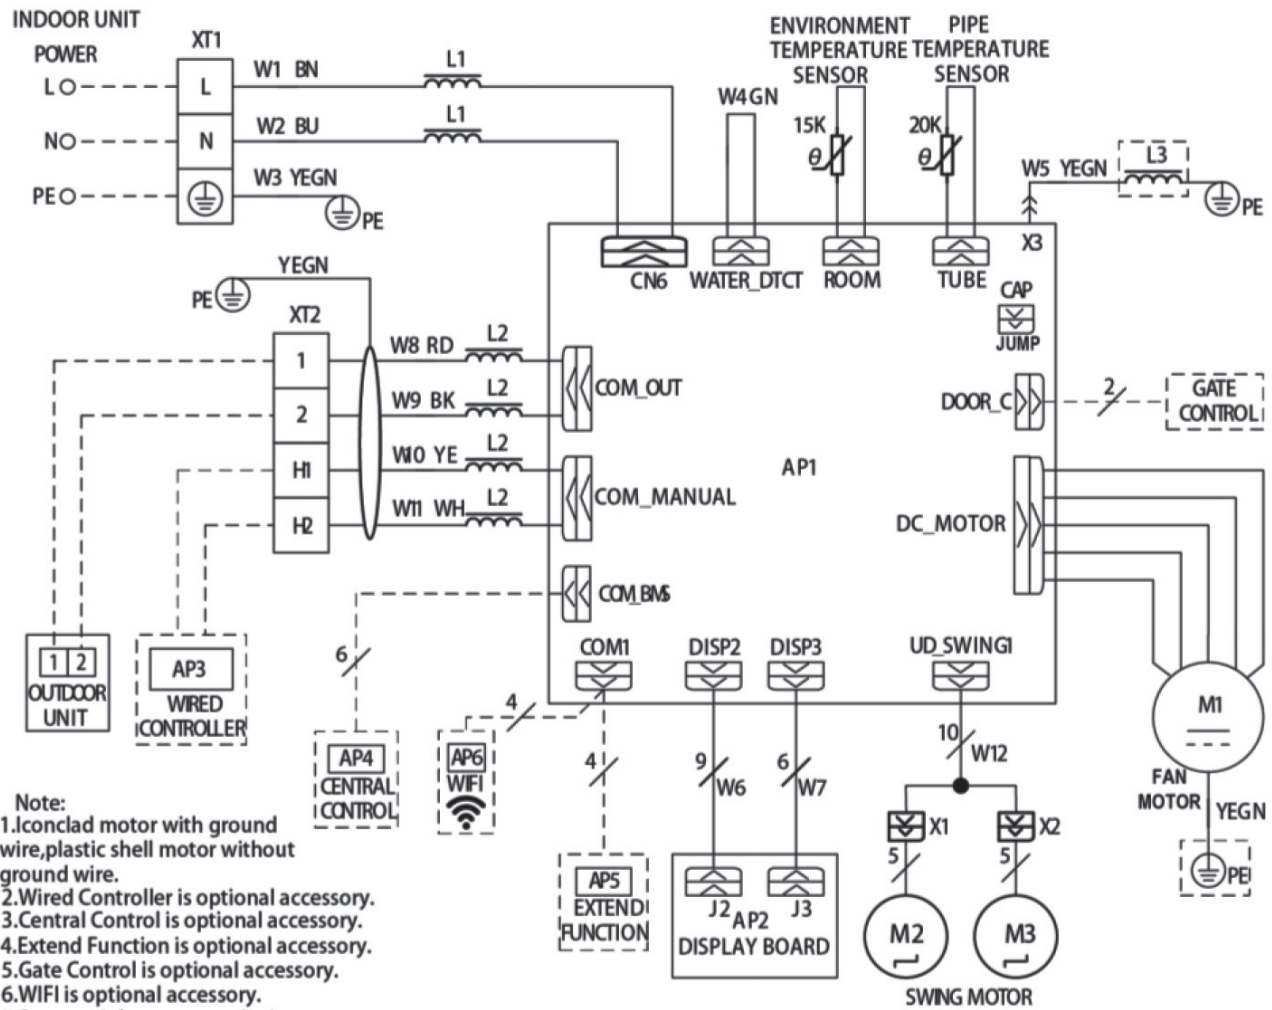 INDOOR UNIT
POWER
XT1
L
L
W1 BN
L1
N
N
W2 BU
L1
PE
W3 YEGN
PE
ENVIRONMENT
TEMPERATURE
SENSOR
PIPE
TEMPERATURE
SENSOR
W4 GN
15K
θ
20K
θ
W5 YEGN
L3
PE
X3
CN6
WATER_DTCT
ROOM
TUBE
CAP
JUMP
YEGN
PE
XT2
1
W8 RD
L2
2
W9 BK
L2
COM_OUT
H1
W10 YE
L2
H2
W11 WH
L2
COM_MANUAL
COM_BMS
AP1
DOOR_C
2
GATE
CONTROL
DC_MOTOR
COM1
DISP2
DISP3
UD_SWING1
1 2
OUTDOOR
UNIT
AP3
WIRED
CONTROLLER
6
AP4
CENTRAL
CONTROL
4
AP6
WIFI
4
AP5
EXTEND
FUNCTION
9
W6
6
W7
J2
J3
AP2
DISPLAY BOARD
10
W12
X1
X2
5
5
M2
M3
SWING MOTOR
M1
FAN
MOTOR
YEGN
PE
Note:
1.Iconclad motor with ground
wire,plastic shell motor without
ground wire.
2.Wired Controller is optional accessory.
3.Central Control is optional accessory.
4.Extend Function is optional accessory.
5.Gate Control is optional accessory.
6.WIFI is optional accessory.